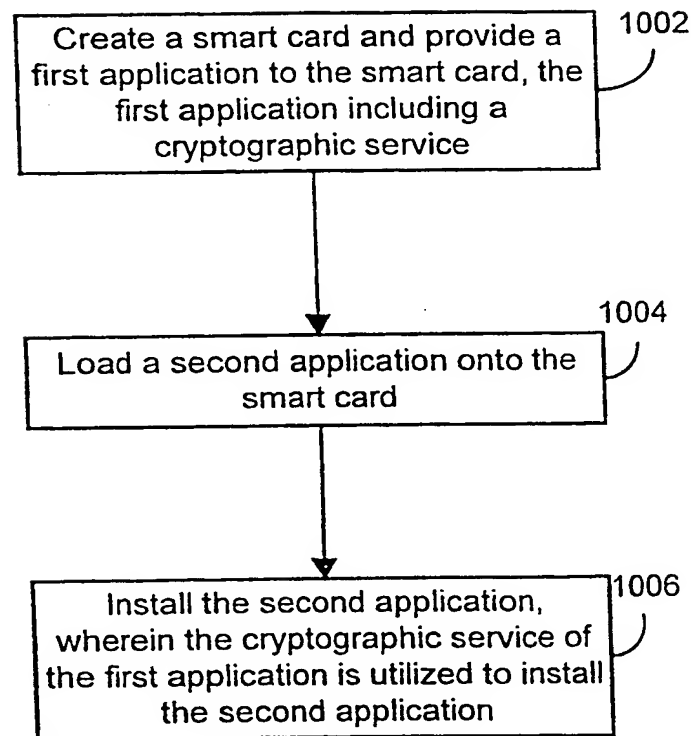 Create a smart card and provide a
first application to the smart card, the
first application including a
cryptographic service
1002
Load a second application onto the
smart card
1004
Install the second application,
wherein the cryptographic service of
the first application is utilized to install
the second application
1006